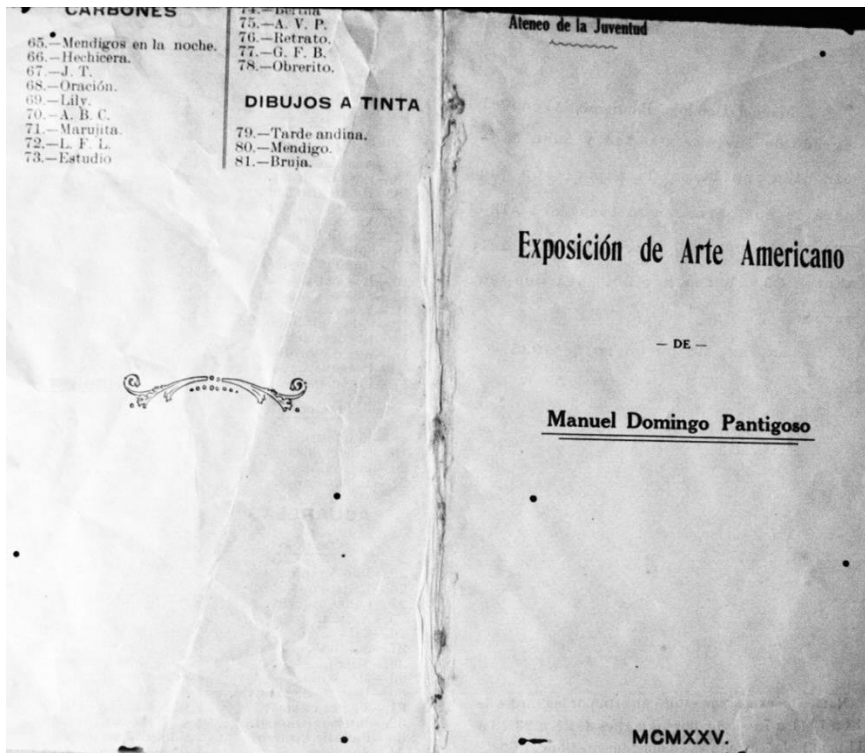 CARBONES
65.—Mendigos en la noche.
66.—Hechicera.
67.—J. T.
68.—Oración.
69.—Lily.
70.—A. B. C.
71.—Marujita.
72.—L. F. L.
73.—Estudio
74.—Bertha
75.—A. V. P.
76.—Retrato.
77.—G. F. B.
78.—Obrerito.
DIBUJOS A TINTA
79.—Tarde andina.
80.—Mendigo.
81.—Bruja.
Ateneo de la Juventud
Exposición de Arte Americano
— DE —
Manuel Domingo Pantigoso
MCMXXV.